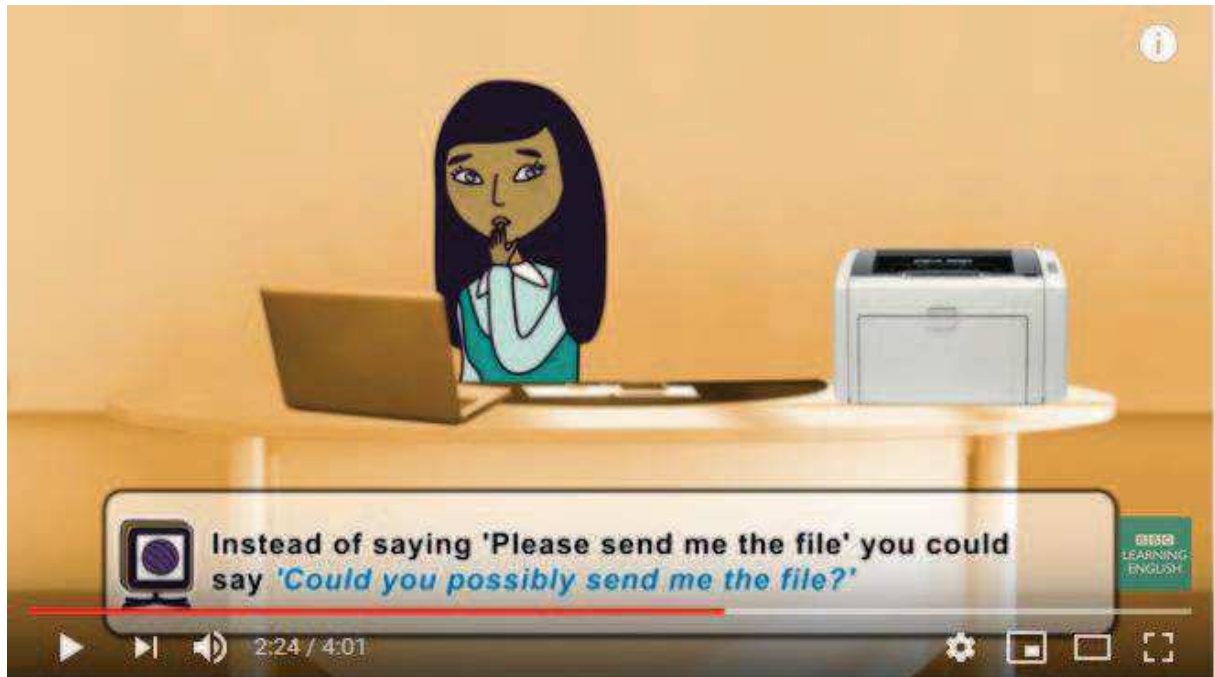 Instead of saying 'Please send me the file' you could
say 'Could you possibly send me the file?'
BBC
LEARNING
ENGLISH
2:24 / 4:01